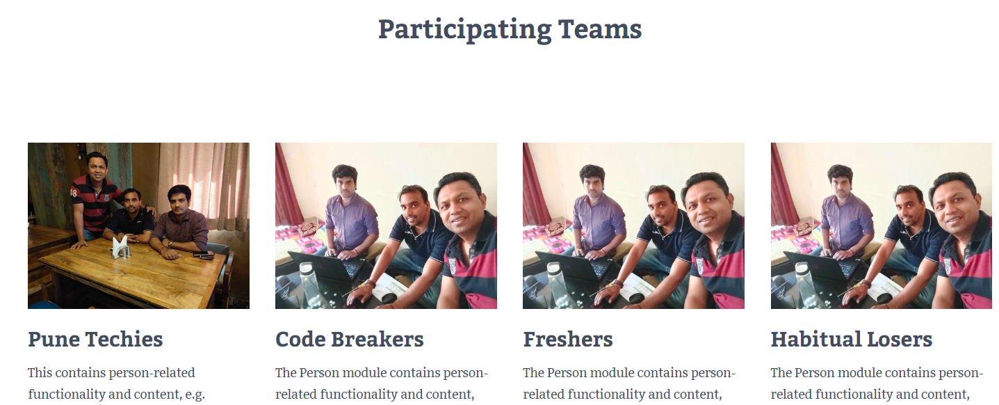 Participating Teams
Pune Techies
This contains person-related
functionality and content, e.g.
Code Breakers
The Person module contains person-
related functionality and content,
Freshers
The Person module contains person-
related functionality and content,
Habitual Losers
The Person module contains person-
related functionality and content,